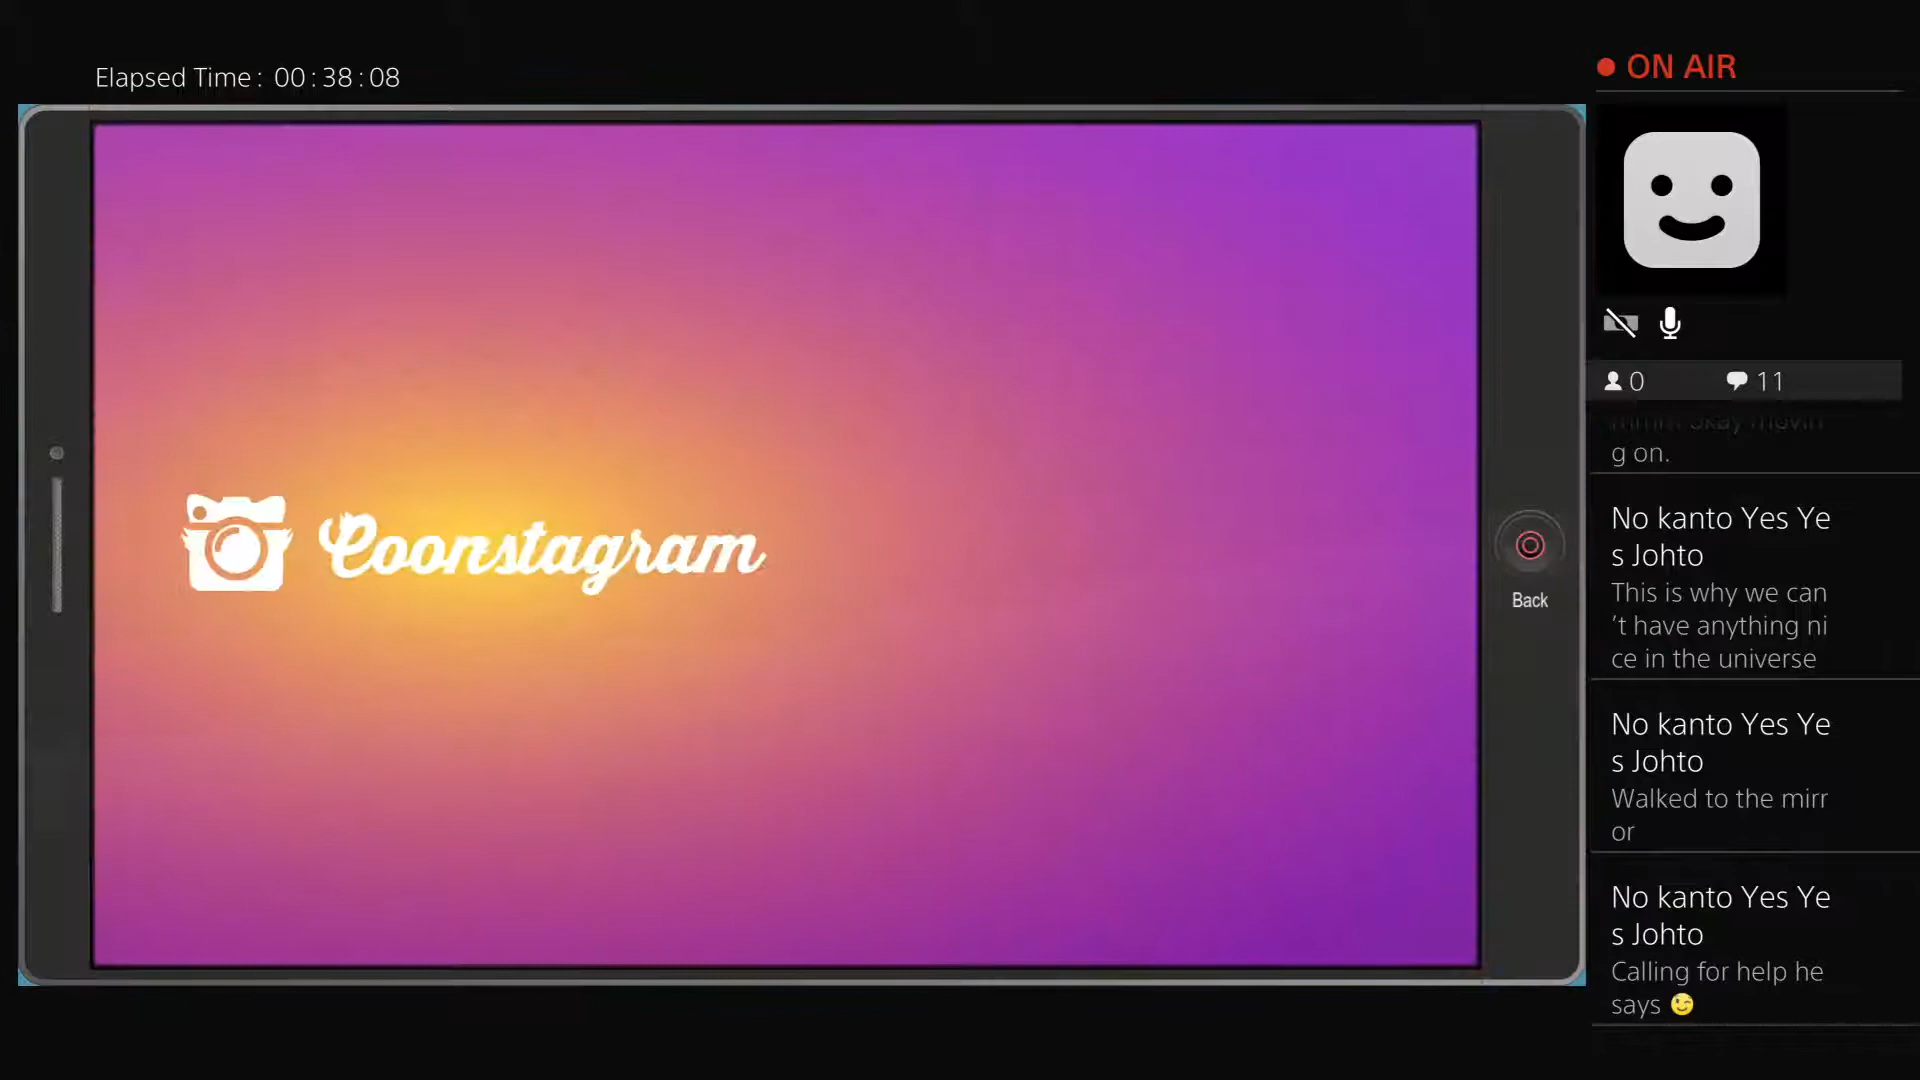 Elapsed Time : 00 : 38 : 08
ON AIR
Coonstagram
Back
0 11
g on.
No kanto Yes Ye
s Johto
This is why we can
't have anything ni
ce in the universe
No kanto Yes Ye
s Johto
Walked to the mirr
or
No kanto Yes Ye
s Johto
Calling for help he
says 😉